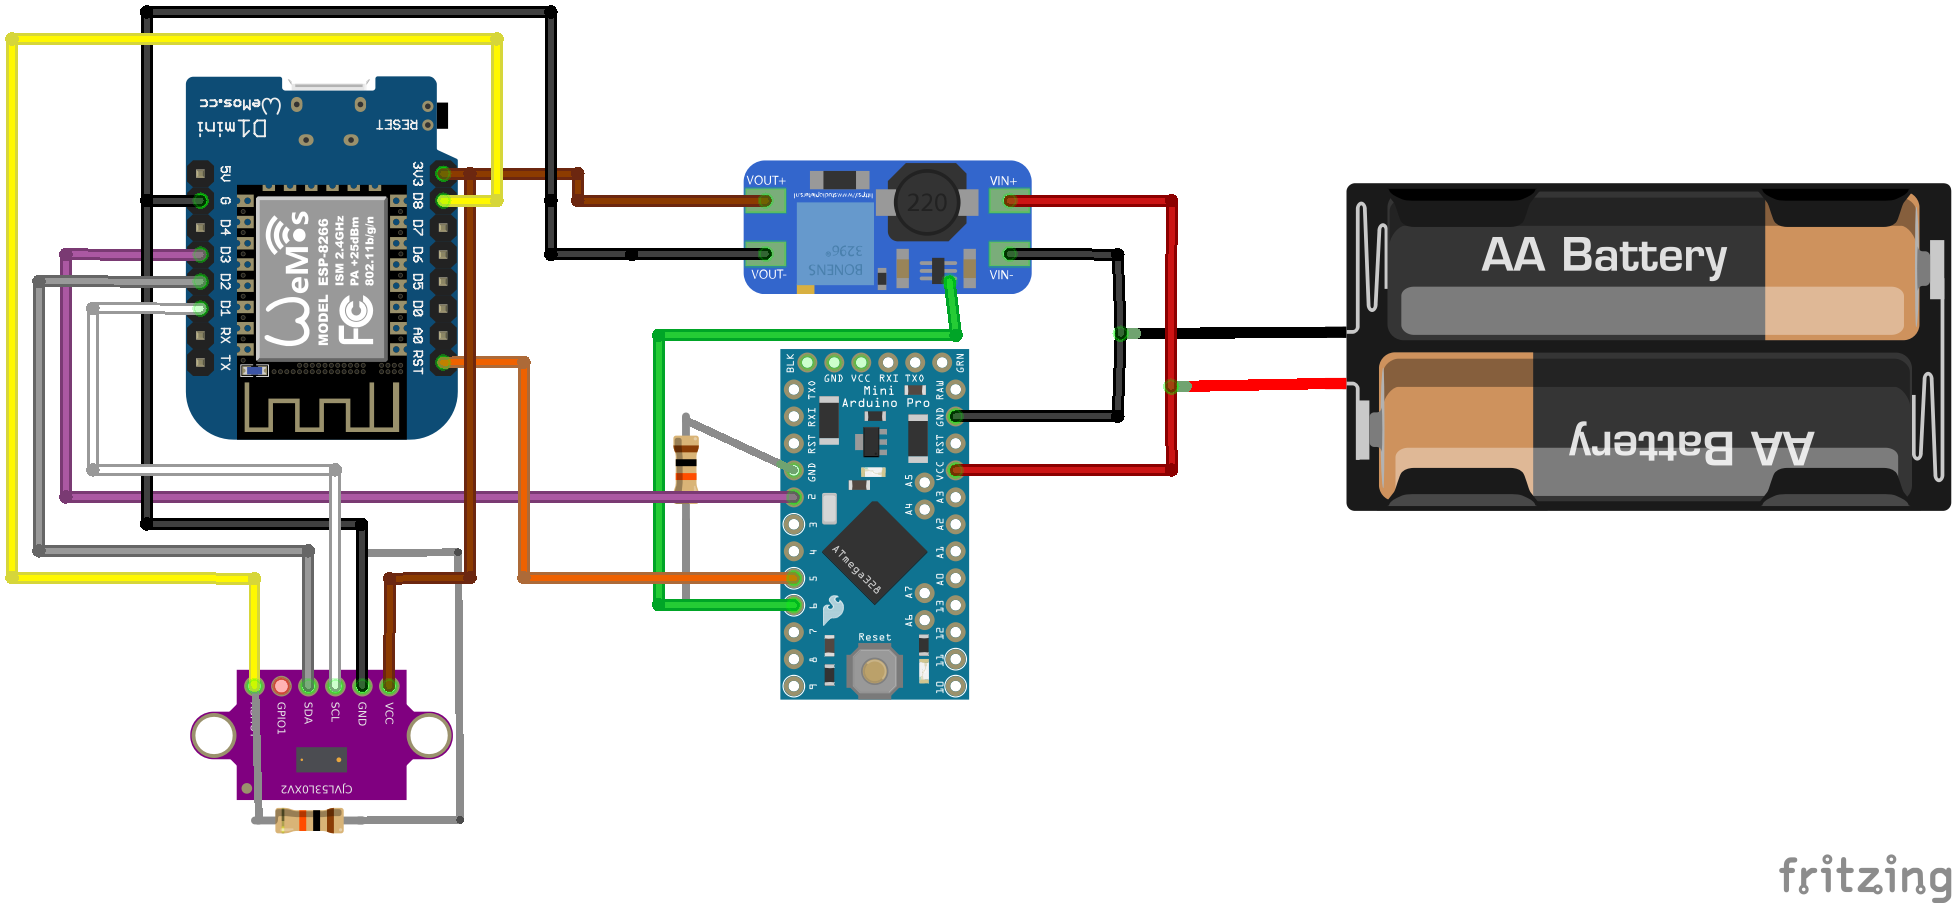 WeMos.cc
D1mini
RESET
5V
G
D4
D3
D2
D1
RX
TX
3V3
D8
D7
D6
D5
D0
A0
RST
WeMos
MODEL ESP-8266
ISM 2.4GHz
PA +25dBm
802.11b/g/n
FC
VOUT+
VOUT-
VIN+
VIN-
220
3296
BONENS
AA Battery
AA Battery
BLK
GND VCC RXI TXO
GRN
Mini
Arduino Pro
TXO
RXI
RST
GND
2
3
4
5
6
7
8
9
RAW
GND
RST
VCC
A3
A2
A1
A0
13
12
11
10
A5
A4
A7
A6
ATmega328
Reset
GPIO1
SDA
SCL
GND
VCC
CJVL53L0XV2
fritzing